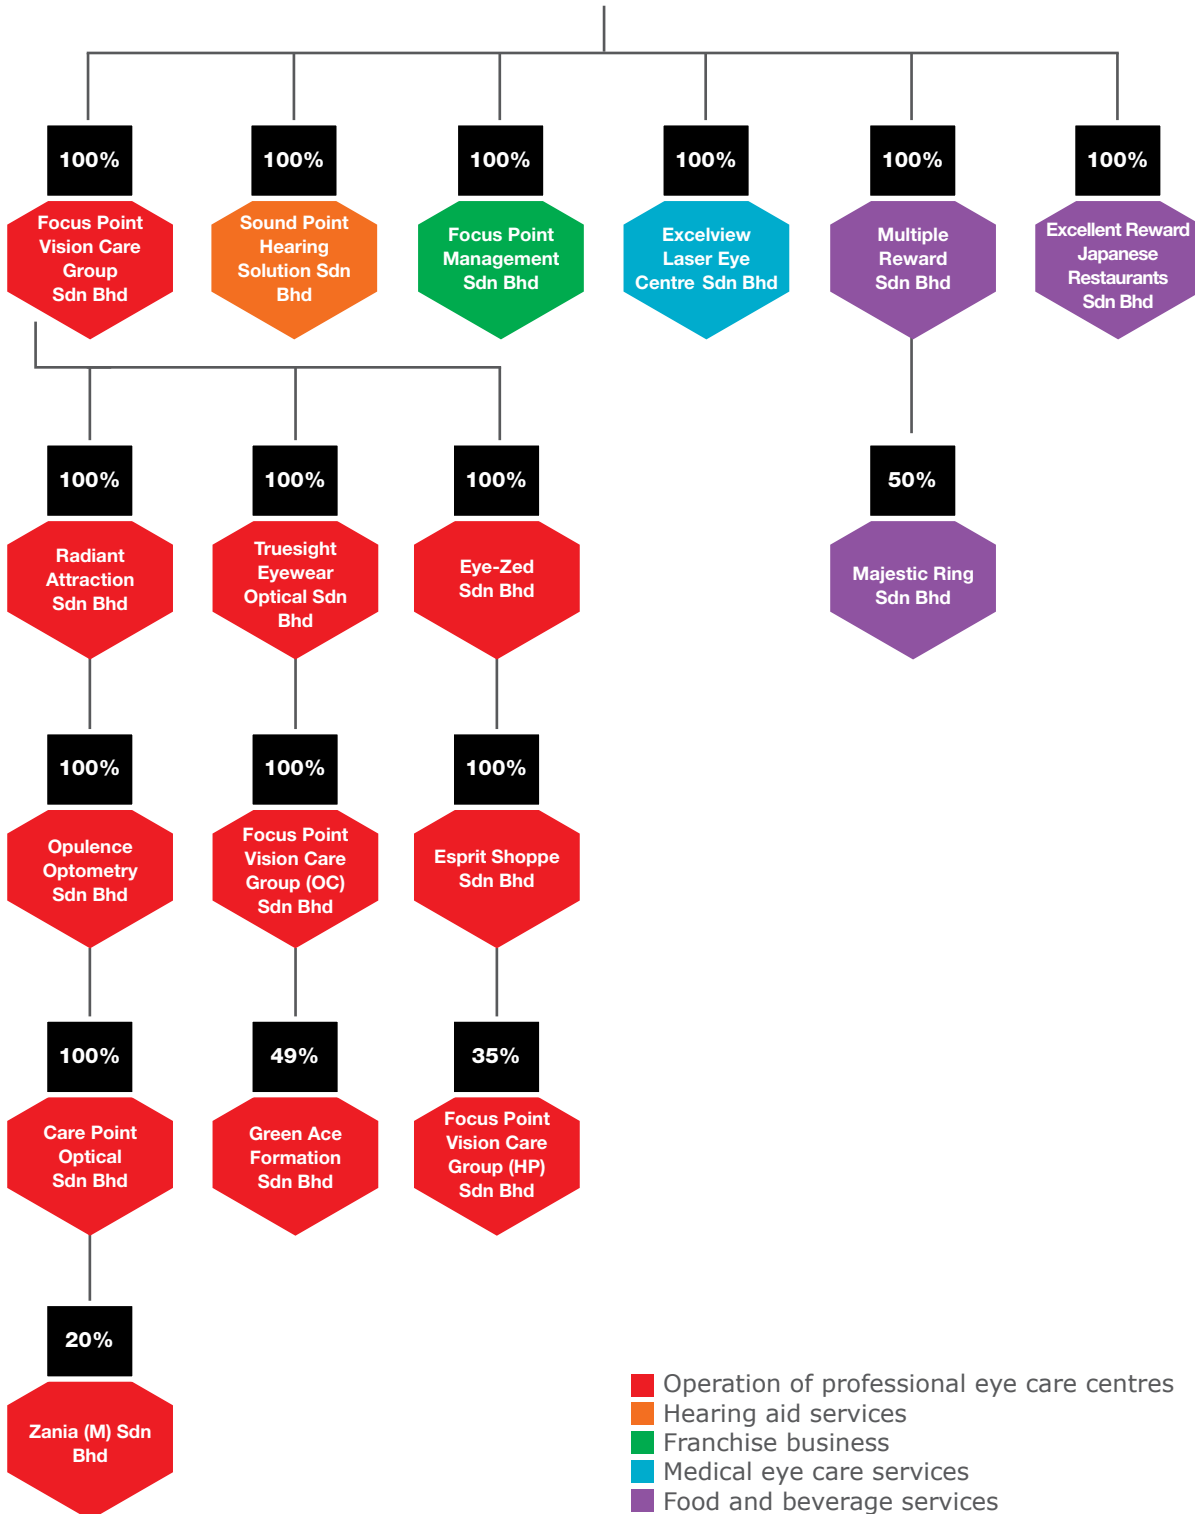 100%
100%
100%
100%
100%
100%
Focus Point
Vision Care
Group
Sdn Bhd
Sound Point
Hearing
Solution Sdn
Bhd
Focus Point
Management
Sdn Bhd
Excelview
Laser Eye
Centre Sdn Bhd
Multiple
Reward
Sdn Bhd
Excellent Reward
Japanese
Restaurants
Sdn Bhd
100%
100%
100%
50%
Radiant
Attraction
Sdn Bhd
Truesight
Eyewear
Optical Sdn
Bhd
Eye-Zed
Sdn Bhd
Majestic Ring
Sdn Bhd
100%
100%
100%
Opulence
Optometry
Sdn Bhd
Focus Point
Vision Care
Group (OC)
Sdn Bhd
Esprit Shoppe
Sdn Bhd
100%
49%
35%
Care Point
Optical
Sdn Bhd
Green Ace
Formation
Sdn Bhd
Focus Point
Vision Care
Group (HP)
Sdn Bhd
20%
Zania (M) Sdn
Bhd
Operation of professional eye care centres
Hearing aid services
Franchise business
Medical eye care services
Food and beverage services